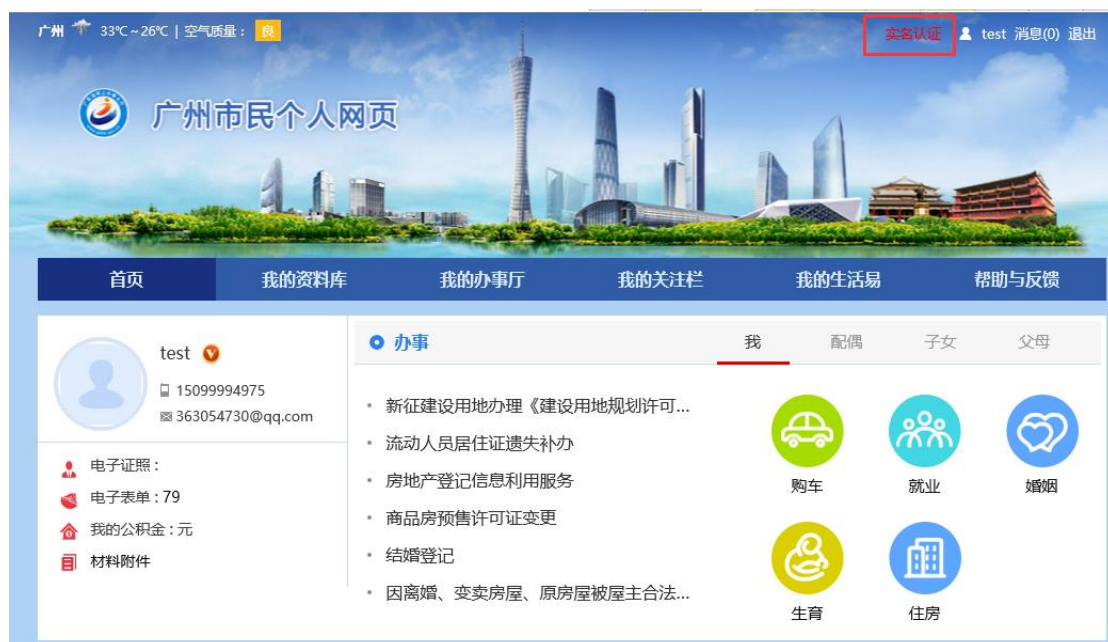 广州 33℃~26℃ | 空气质量： 良
实名认证 test 消息(0) 退出
广州市民个人网页
首页 我的资料库 我的办事厅 我的关注栏 我的生活易 帮助与反馈
test
15099994975
363054730@qq.com
电子证照：
电子表单：79
我的公积金：元
材料附件
办事 我 配偶 子女 父母
新征建设用地办理《建设用地规划许可...
流动人员居住证遗失补办
房地产登记信息利用服务
商品房预售许可证变更
结婚登记
因离婚、变卖房屋、原房屋被屋主合法...
购车 就业 婚姻
生育 住房